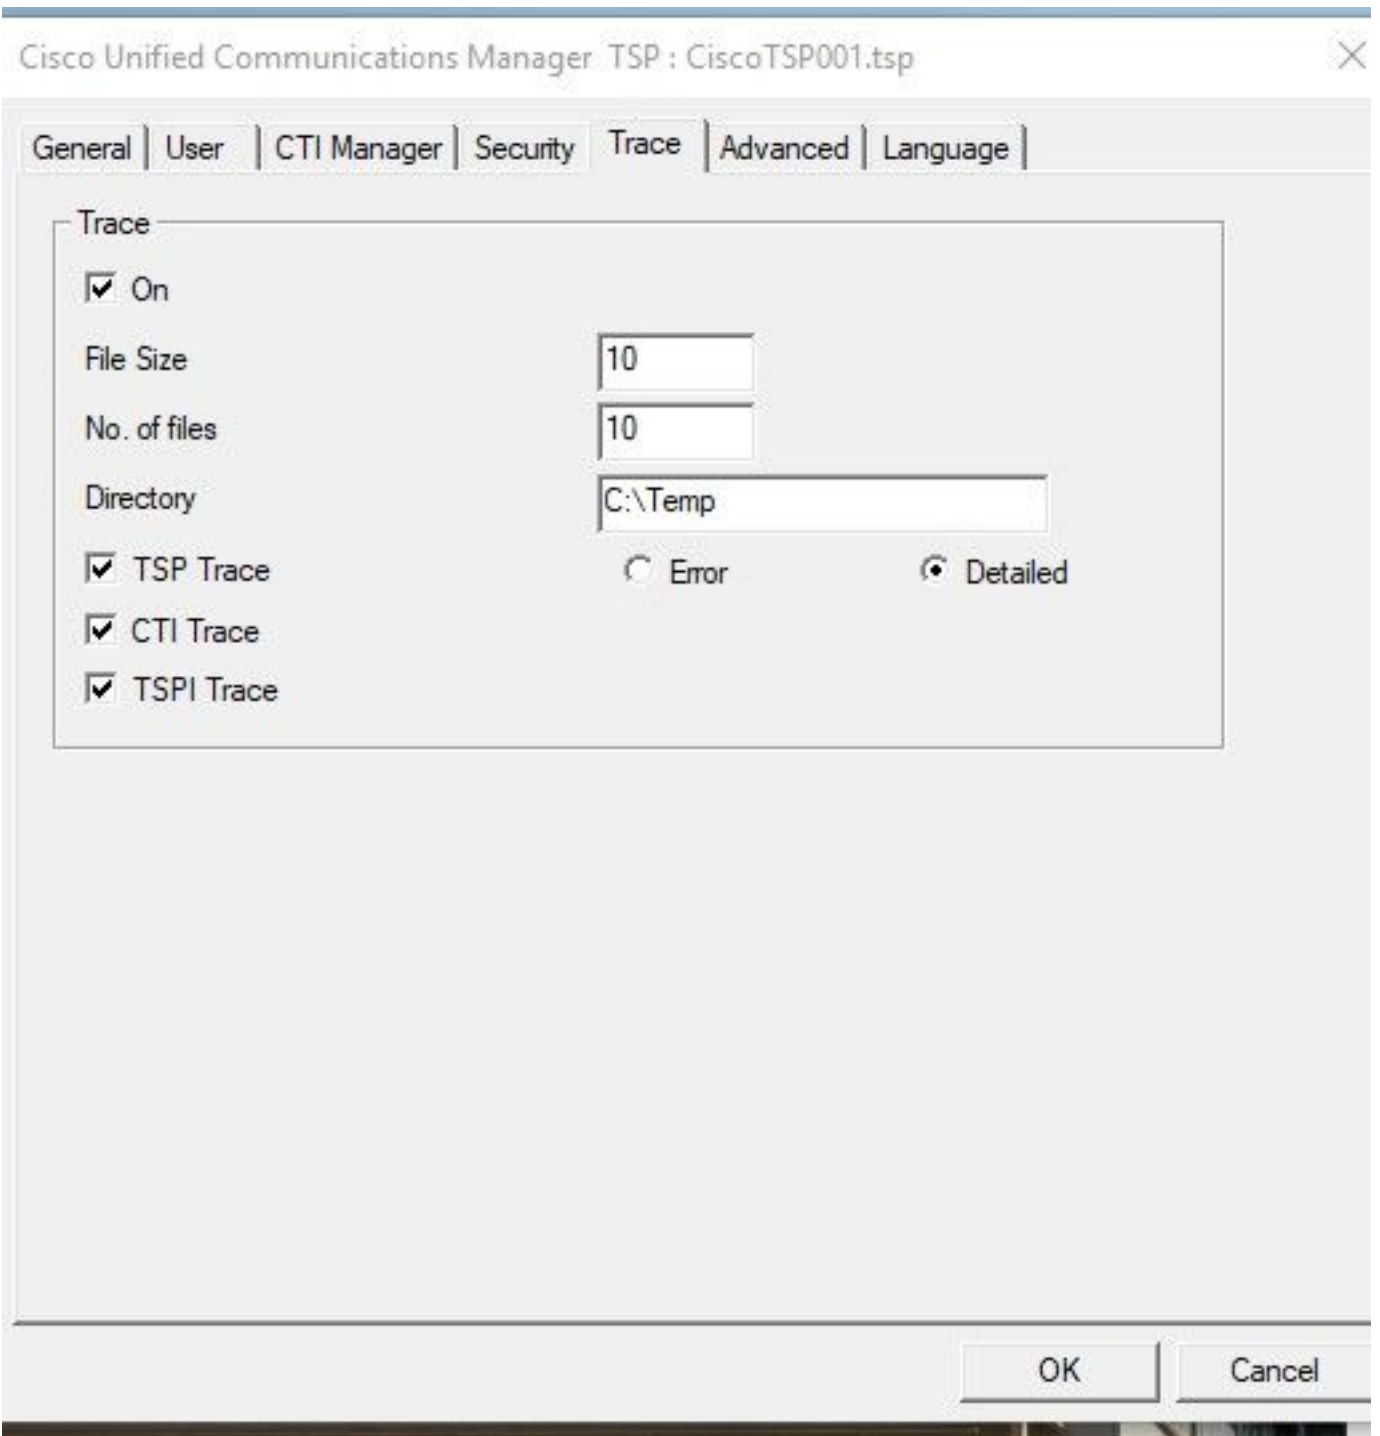 Cisco Unified Communications Manager TSP : CiscoTSP001.tsp
General User CTI Manager Security Trace Advanced Language
Trace
On
File Size 10
No. of files 10
Directory C:\Temp
TSP Trace Error Detailed
CTI Trace
TSPI Trace
OK Cancel